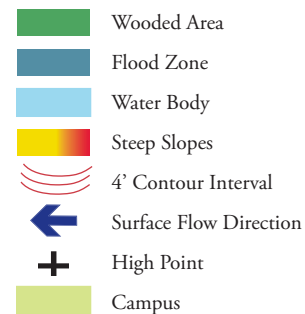 Wooded Area
Flood Zone
Water Body
Steep Slopes
4' Contour Interval
Surface Flow Direction
High Point
Campus